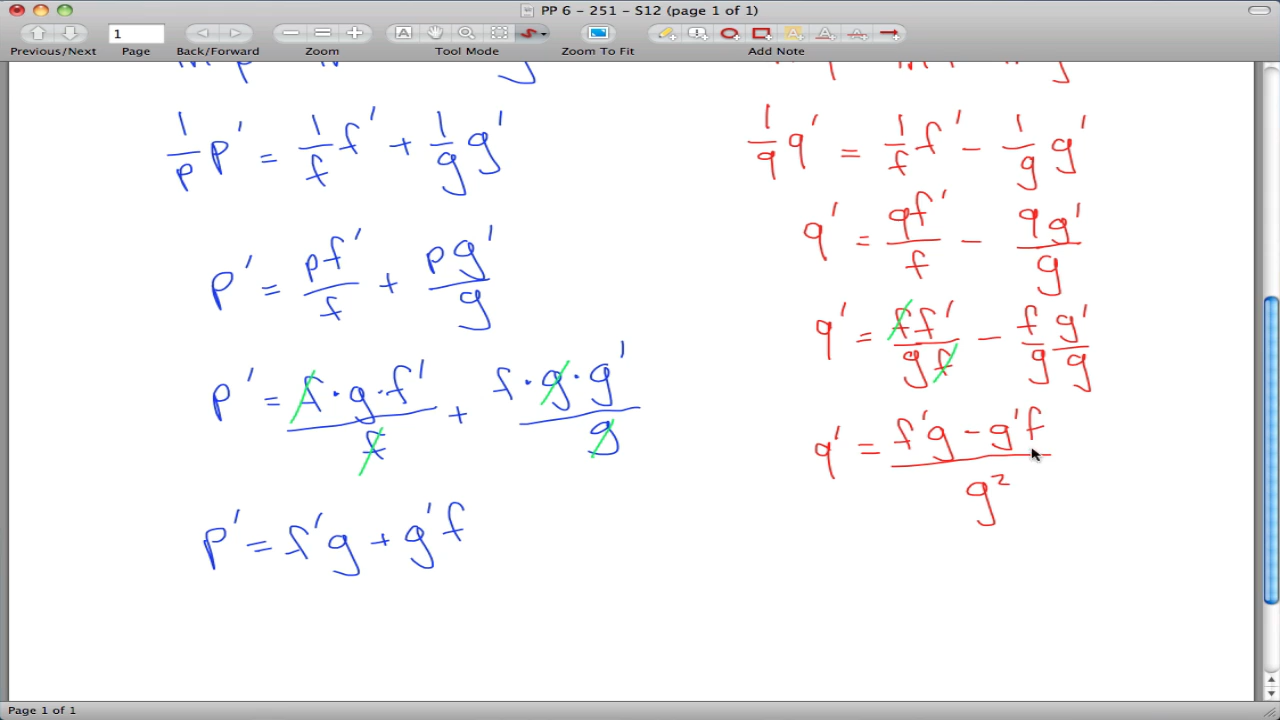 PP 6 - 251 - S12 (page 1 of 1)
1
Previous/Next Page Back/Forward Zoom Tool Mode Zoom To Fit Add Note
1/p p' = 1/f f' + 1/g g'
p' = pf'/f + pg'/g
p' = f·g·f'/f + f·g·g'/g
p' = f'g + g'f
1/q q' = 1/f f' - 1/g g'
q' = qf'/f - qg'/g
q' = ff'/gf - f/g g'/g
q' = f'g - g'f / g²
Page 1 of 1